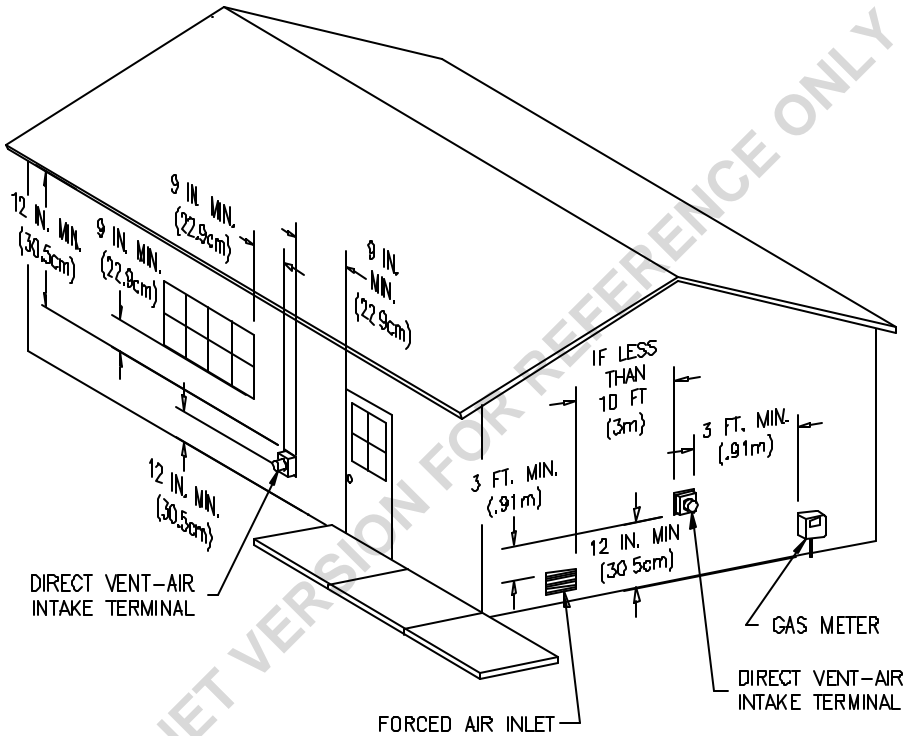 INET VERSION FOR REFERENCE ONLY
12 IN. MIN.
(30.5cm)
9 IN. MIN.
(22.9cm)
9 IN. MIN.
(22.9cm)
9 IN.
MIN.
(22.9cm)
12 IN. MIN.
(30.5cm)
DIRECT VENT-AIR
INTAKE TERMINAL
IF LESS
THAN
10 FT
(3m)
3 FT. MIN.
(.91m)
3 FT. MIN.
(.91m)
12 IN. MIN
(30.5cm)
GAS METER
DIRECT VENT-AIR
INTAKE TERMINAL
FORCED AIR INLET